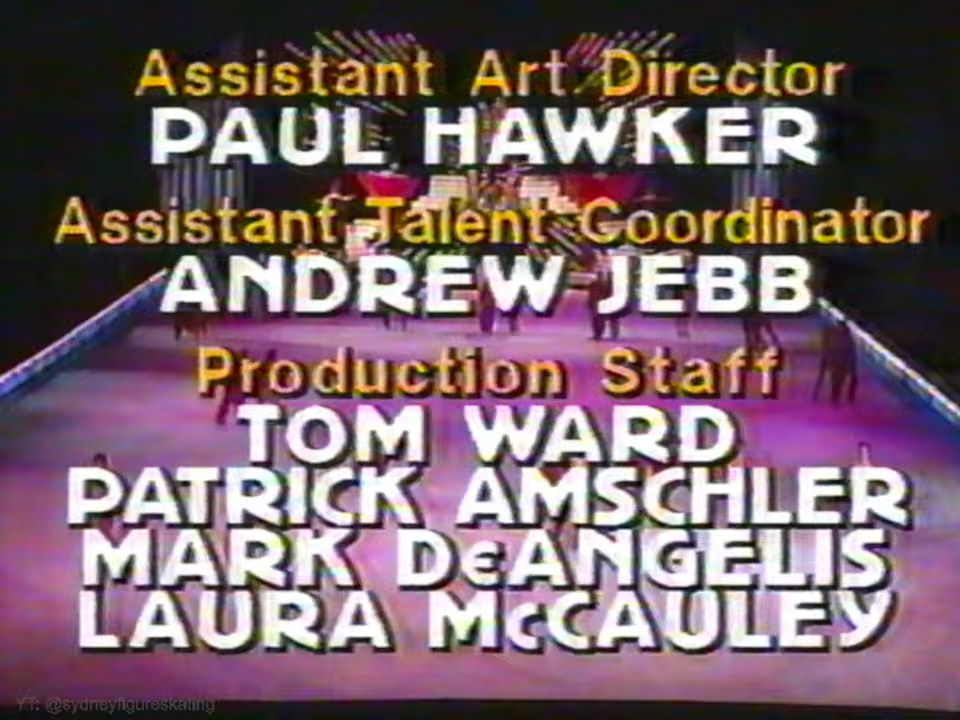 Assistant Art Director
PAUL HAWKER
Assistant Talent Coordinator
ANDREW JEBB
Production Staff
TOM WARD
PATRICK AMSCHLER
MARK DeANGELIS
LAURA McCAULEY
YT: @sydneyfigureskating